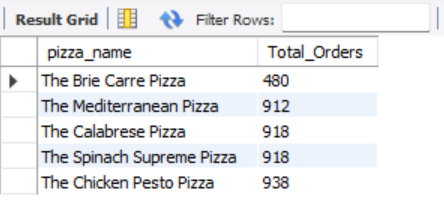 Result Grid Filter Rows:
pizza_name Total_Orders
The Brie Carre Pizza 480
The Mediterranean Pizza 912
The Calabrese Pizza 918
The Spinach Supreme Pizza 918
The Chicken Pesto Pizza 938